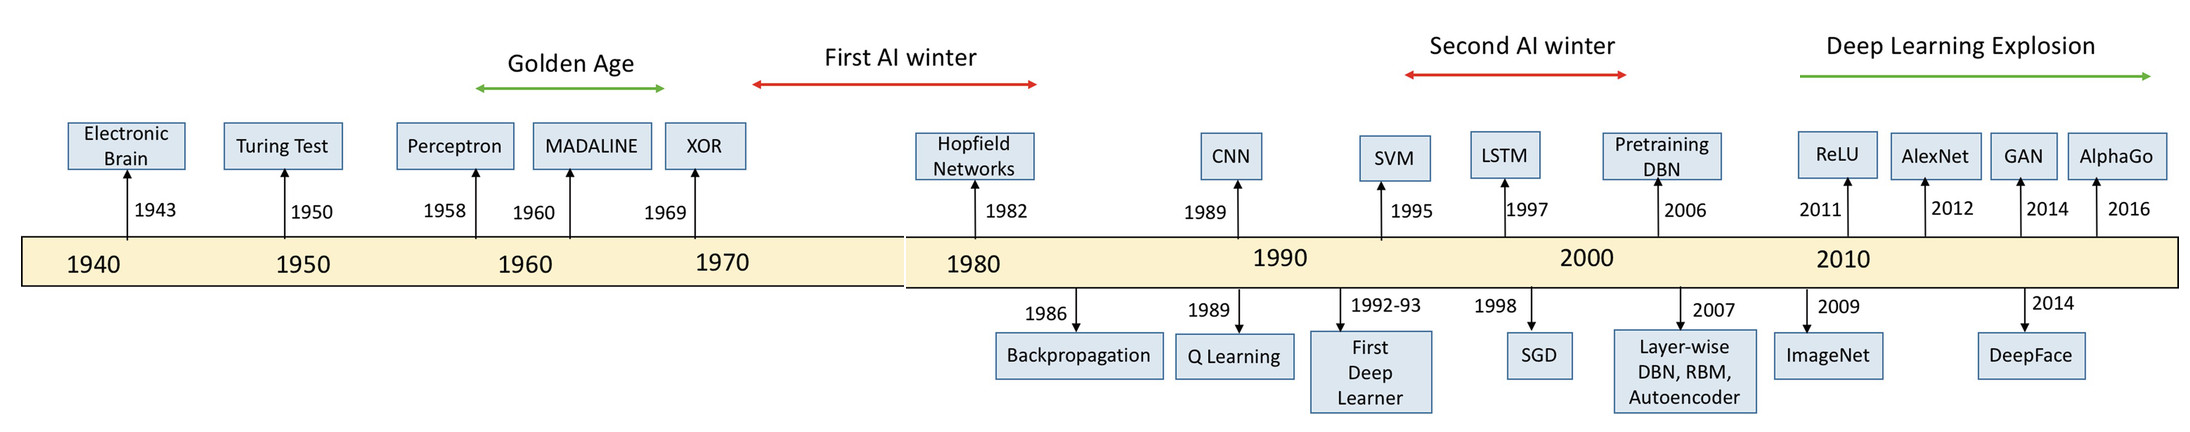 Golden Age
First AI winter
Second AI winter
Deep Learning Explosion
Electronic
Brain
Turing Test
Perceptron
MADALINE
XOR
Hopfield
Networks
CNN
SVM
LSTM
Pretraining
DBN
ReLU
AlexNet
GAN
AlphaGo
1943
1950
1958
1960
1969
1982
1989
1995
1997
2006
2011
2012
2014
2016
1940
1950
1960
1970
1980
1990
2000
2010
1986
1989
1992-93
1998
2007
2009
2014
Backpropagation
Q Learning
First
Deep
Learner
SGD
Layer-wise
DBN, RBM,
Autoencoder
ImageNet
DeepFace